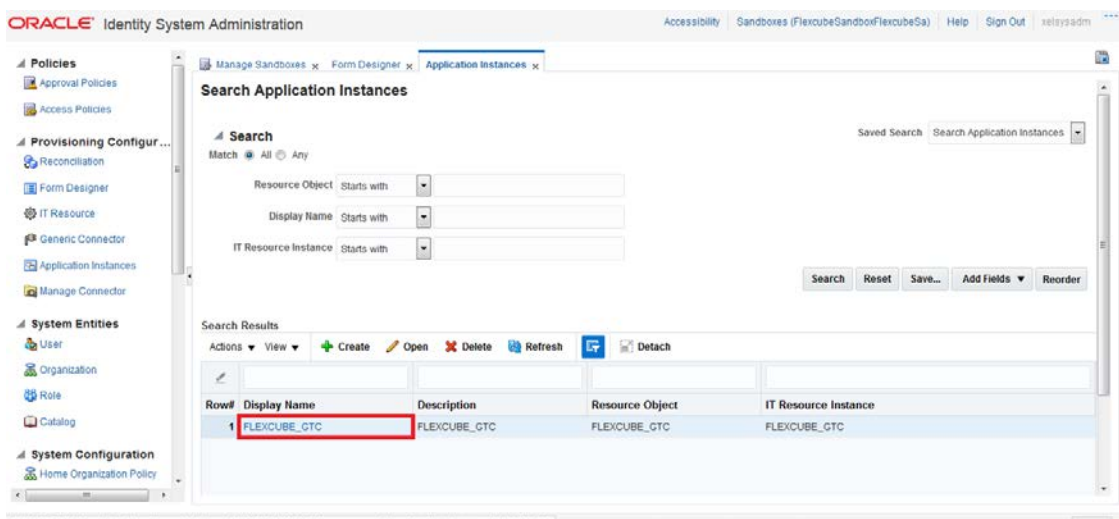 ORACLE Identity System Administration
Accessibility Sandboxes (FlexcubeSandboxFlexcubeSa) Help Sign Out xelsysadm
Policies
Approval Policies
Access Policies
Provisioning Configur...
Reconciliation
Form Designer
IT Resource
Generic Connector
Application Instances
Manage Connector
System Entities
User
Organization
Role
Catalog
System Configuration
Home Organization Policy
Manage Sandboxes x Form Designer x Application Instances x
Search Application Instances
Search
Saved Search Search Application Instances
Match All Any
Resource Object Starts with
Display Name Starts with
IT Resource Instance Starts with
Search Reset Save... Add Fields Reorder
Search Results
Actions View Create Open Delete Refresh Detach
Row# Display Name Description Resource Object IT Resource Instance
1 FLEXCUBE_GTC FLEXCUBE_GTC FLEXCUBE_GTC FLEXCUBE_GTC